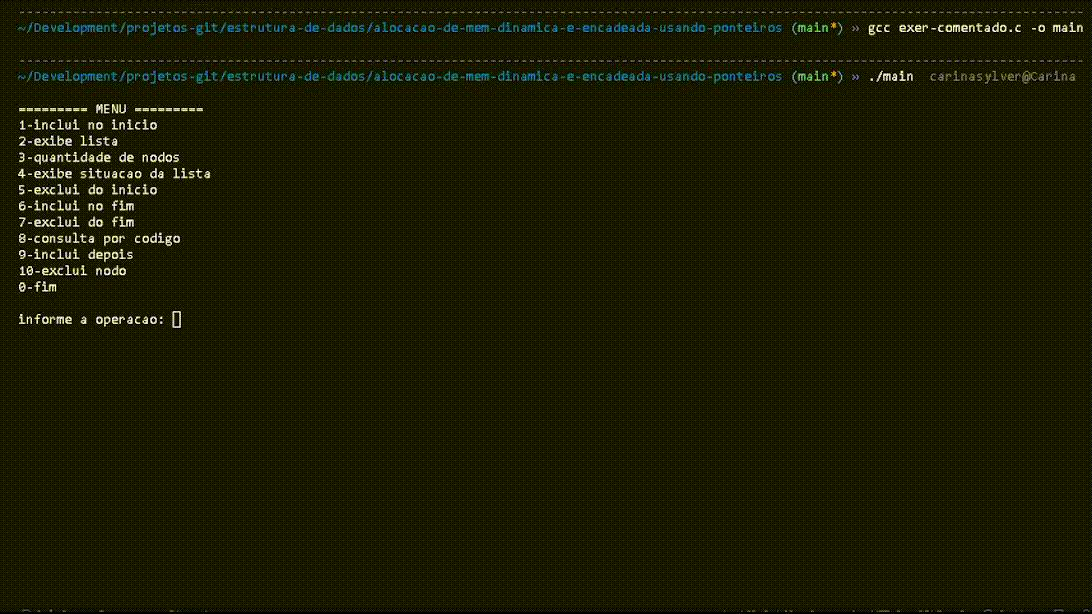 ~/Development/projetos-git/estrutura-de-dados/alocacao-de-mem-dinamica-e-encadeada-usando-ponteiros (main*) » gcc exer-comentado.c -o main
~/Development/projetos-git/estrutura-de-dados/alocacao-de-mem-dinamica-e-encadeada-usando-ponteiros (main*) » ./main carinasylver@Carina
========= MENU =========
1-inclui no inicio
2-exibe lista
3-quantidade de nodos
4-exibe situacao da lista
5-exclui do inicio
6-inclui no fim
7-exclui do fim
8-consulta por codigo
9-inclui depois
10-exclui nodo
0-fim
informe a operacao: